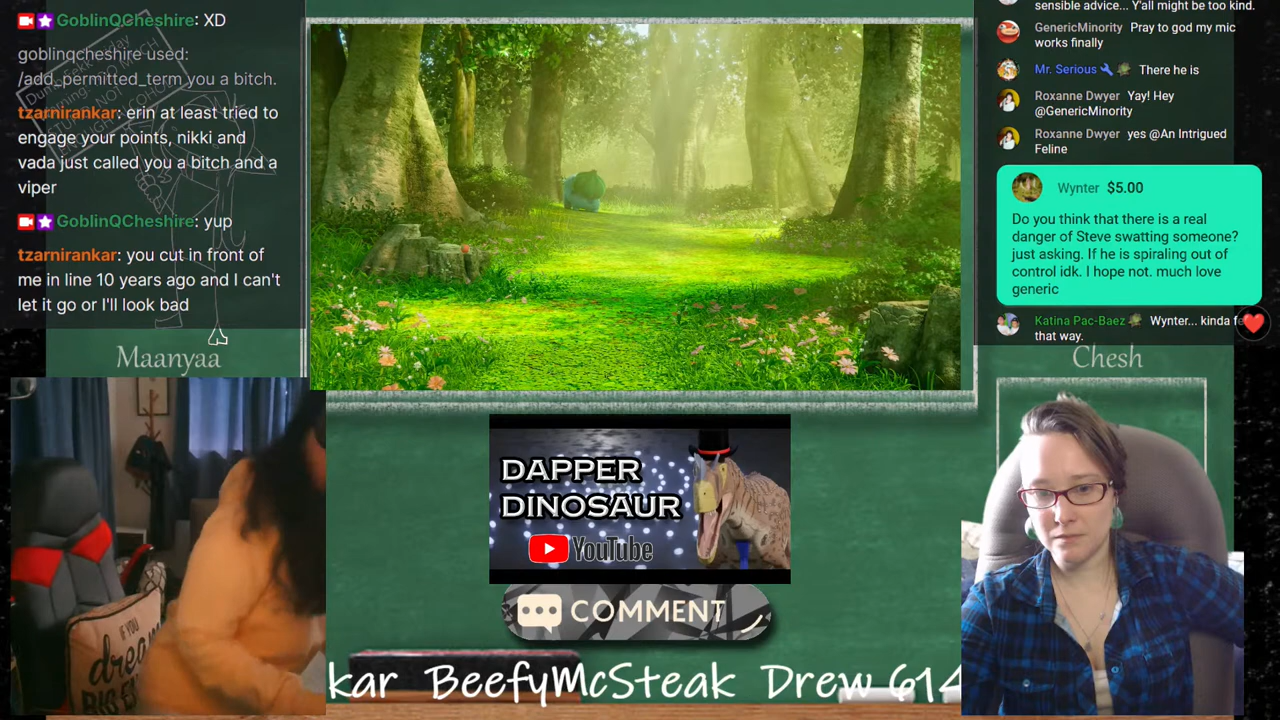 GoblinQCheshire: XD
goblinqcheshire used:
/add_permitted_term you a bitch.
tzarnirankar: erin at least tried to
engage your points, nikki and
vada just called you a bitch and a
viper
GoblinQCheshire: yup
tzarnirankar: you cut in front of
me in line 10 years ago and I can't
let it go or I'll look bad
Maanyaa
IF YOU
dream
BIG
DAPPER
DINOSAUR
YouTube
COMMENT
kar BeefyMcSteak Drew 614
sensible advice... Y'all might be too kind.
GenericMinority Pray to god my mic
works finally
Mr. Serious There he is
Roxanne Dwyer Yay! Hey
@GenericMinority
Roxanne Dwyer yes @An Intrigued
Feline
Wynter $5.00
Do you think that there is a real
danger of Steve swatting someone?
just asking. If he is spiraling out of
control idk. I hope not. much love
generic
Katina Pac-Baez Wynter... kinda
that way.
Chesh